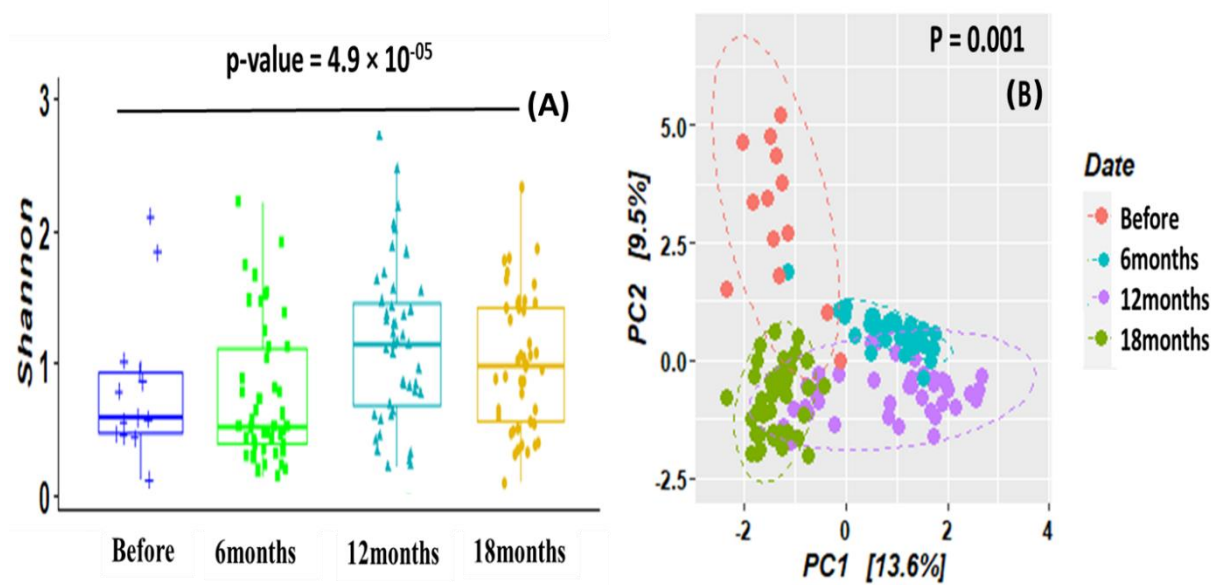 p-value = 4.9 × 10-05
(A)
3
2
1
0
Shannon
Before
6months
12months
18months
P = 0.001
(B)
5.0
2.5
0.0
-2.5
PC2 [9.5%]
-2
0
2
4
PC1 [13.6%]
Date
Before
6months
12months
18months